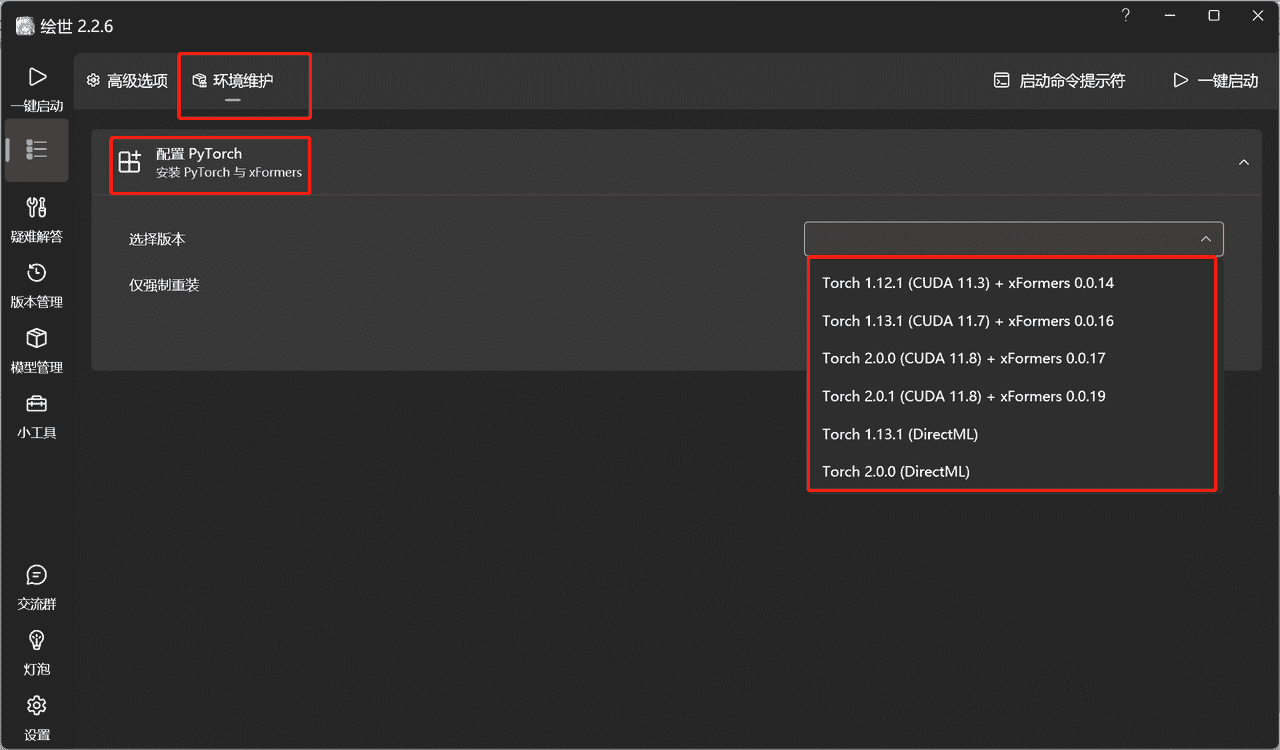 绘世 2.2.6
?
一键启动
高级选项
环境维护
启动命令提示符
一键启动
配置 PyTorch
安装 PyTorch 与 xFormers
选择版本
仅强制重装
Torch 1.12.1 (CUDA 11.3) + xFormers 0.0.14
Torch 1.13.1 (CUDA 11.7) + xFormers 0.0.16
Torch 2.0.0 (CUDA 11.8) + xFormers 0.0.17
Torch 2.0.1 (CUDA 11.8) + xFormers 0.0.19
Torch 1.13.1 (DirectML)
Torch 2.0.0 (DirectML)
疑难解答
版本管理
模型管理
小工具
交流群
灯泡
设置